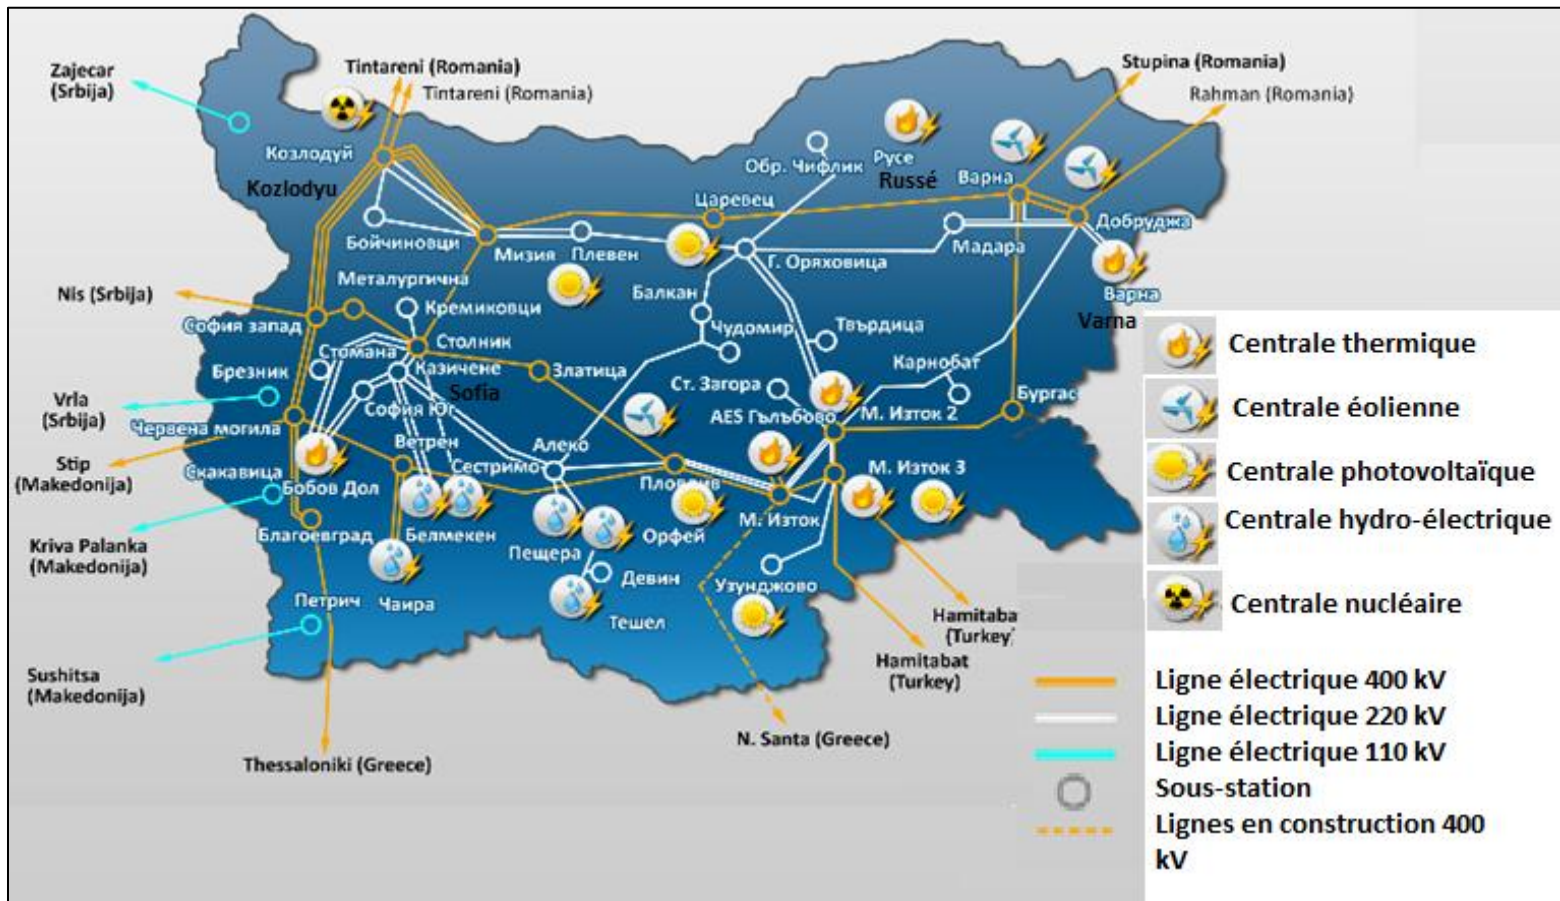 Zajecar
(Srbija)
Tintareni (Romania)
Tintareni (Romania)
Stupina (Romania)
Rahman (Romania)
Козлодуй
Kozlodyu
Обр. Чифлик
Русе
Russé
Варна
Царевец
Добруджа
Бойчиновци
Мизия
Плевен
Г. Оряховица
Мадара
Варна
Varna
Металургична
Nis (Srbija)
София запад
Кремиковци
Балкан
Чудомир
Твърдица
Столник
Стомана
Казичене
Sofia
Златица
Карнобат
Брезник
Ст. Загора
Бургас
Vrla
(Srbija)
София Юг
AES Гълъбово
М. Изток 2
Червена могила
Ветрен
Алеко
Stip
(Makedonija)
Скакавица
Бобов Дол
Сестримо
Пловдив
М. Изток 3
М. Изток
Kriva Palanka
(Makedonija)
Благоевград
Белмекен
Пещера
Орфей
Девин
Узунджово
Петрич
Чаира
Тешел
Hamitaba
(Turkey)
Hamitabat
(Turkey)
Sushitsa
(Makedonija)
N. Santa (Greece)
Thessaloniki (Greece)
Centrale thermique
Centrale éolienne
Centrale photovoltaïque
Centrale hydro-électrique
Centrale nucléaire
Ligne électrique 400 kV
Ligne électrique 220 kV
Ligne électrique 110 kV
Sous-station
Lignes en construction 400
kV